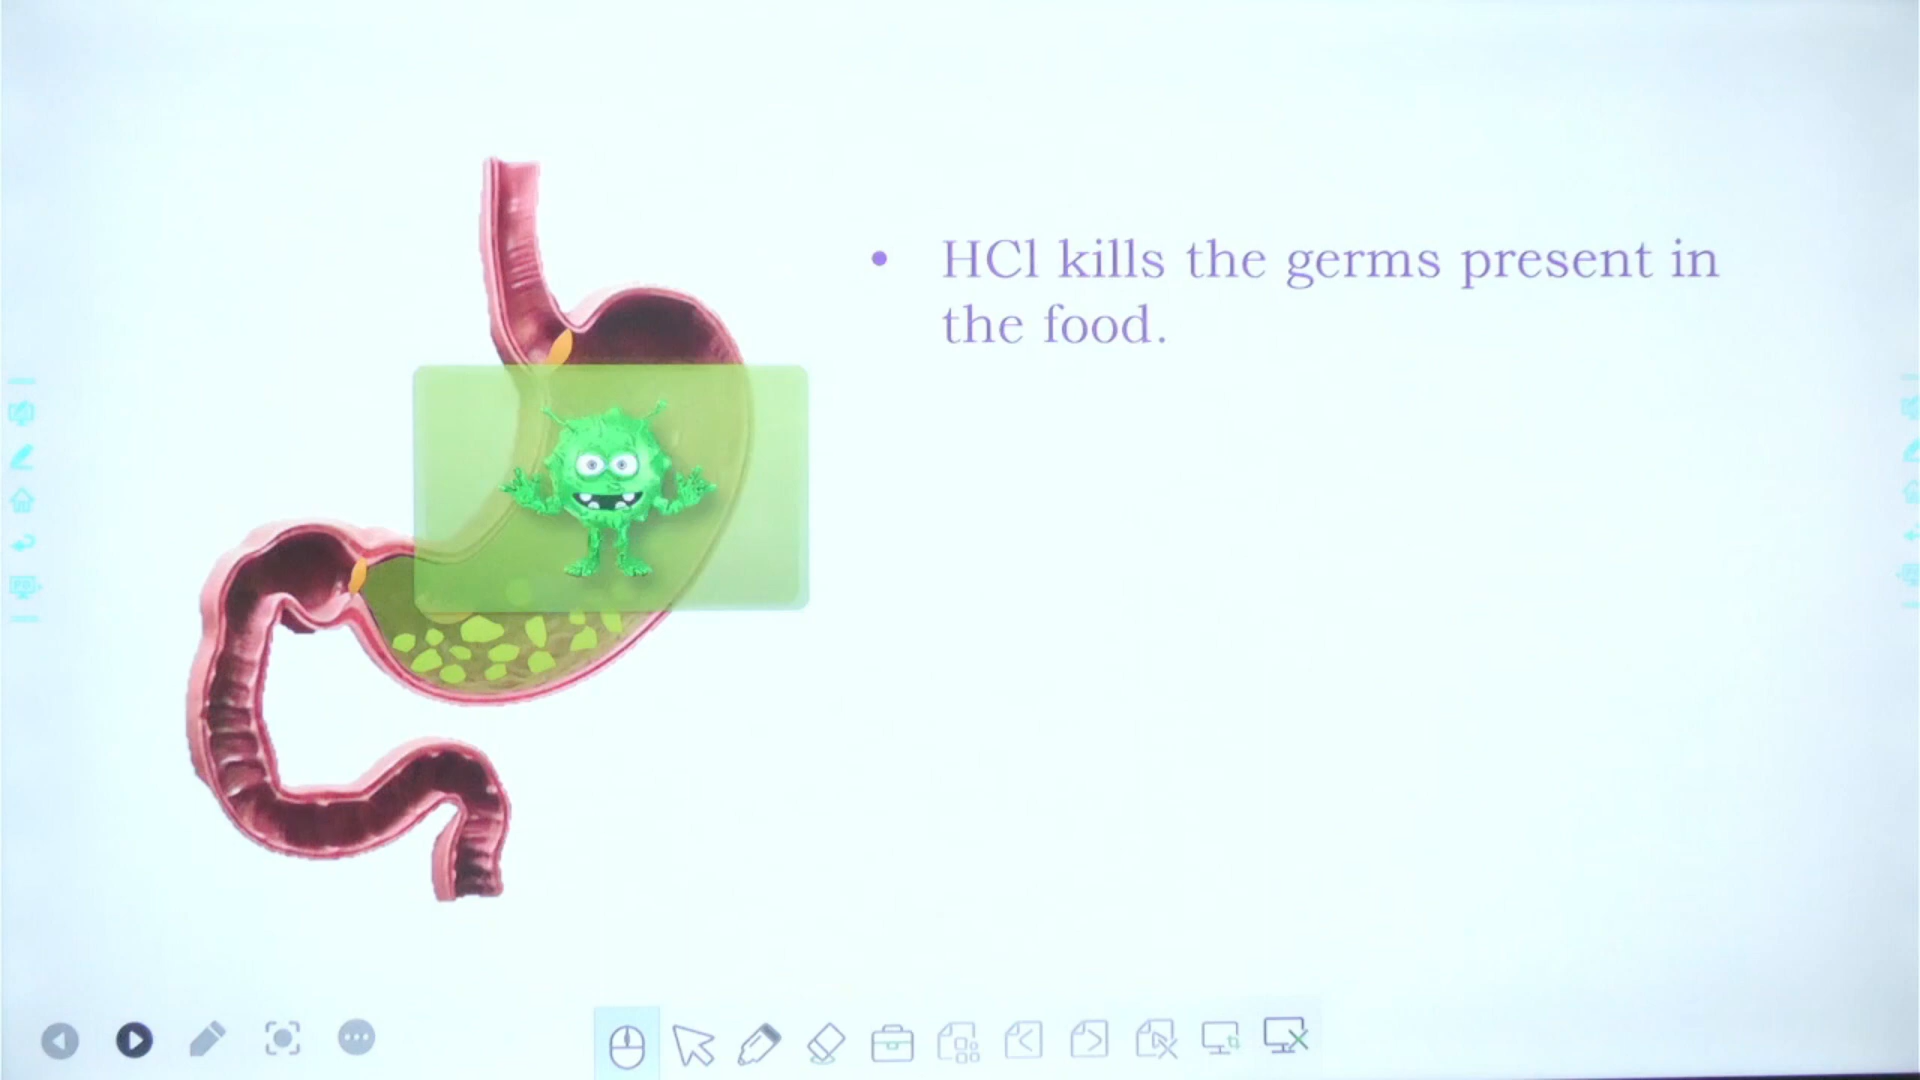 • HCl kills the germs present in
the food.